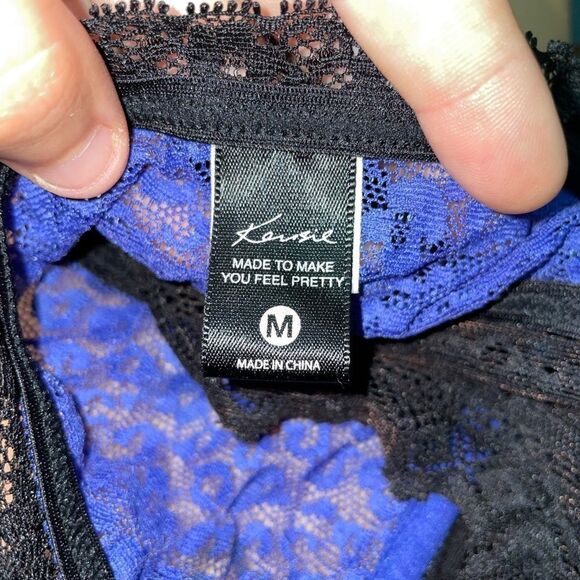 Kensie
MADE TO MAKE
YOU FEEL PRETTY
M
MADE IN CHINA